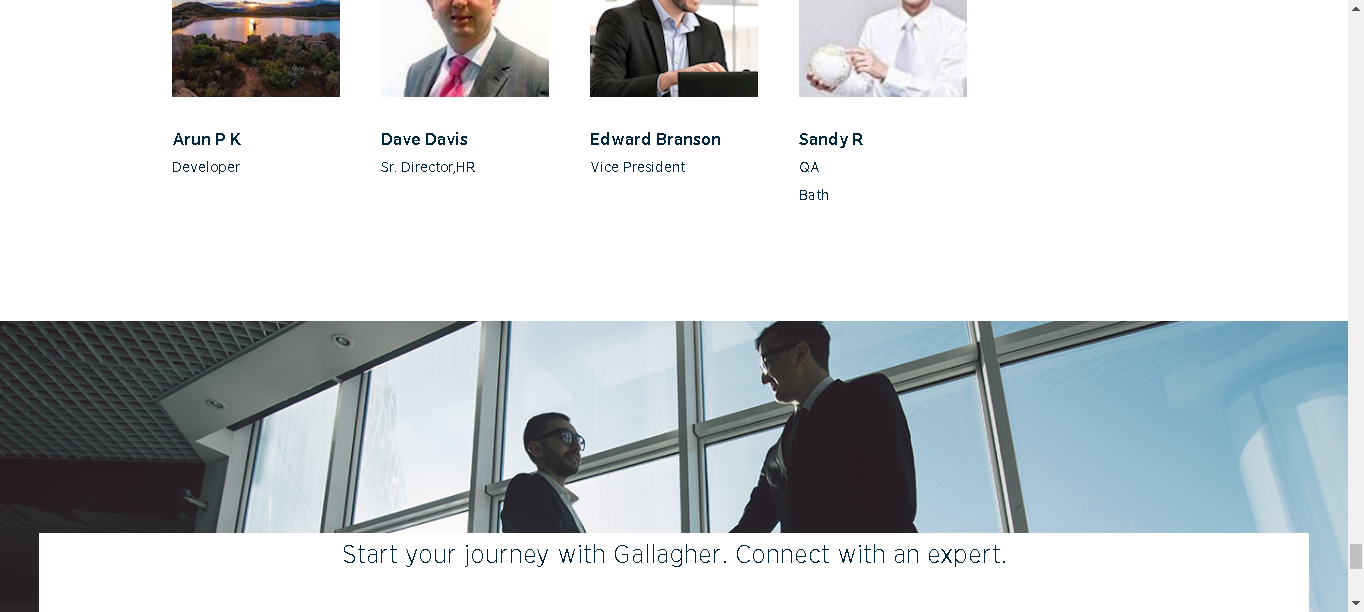 Arun P K
Developer
Dave Davis
Sr. Director,HR
Edward Branson
Vice President
Sandy R
QA
Bath
Start your journey with Gallagher. Connect with an expert.